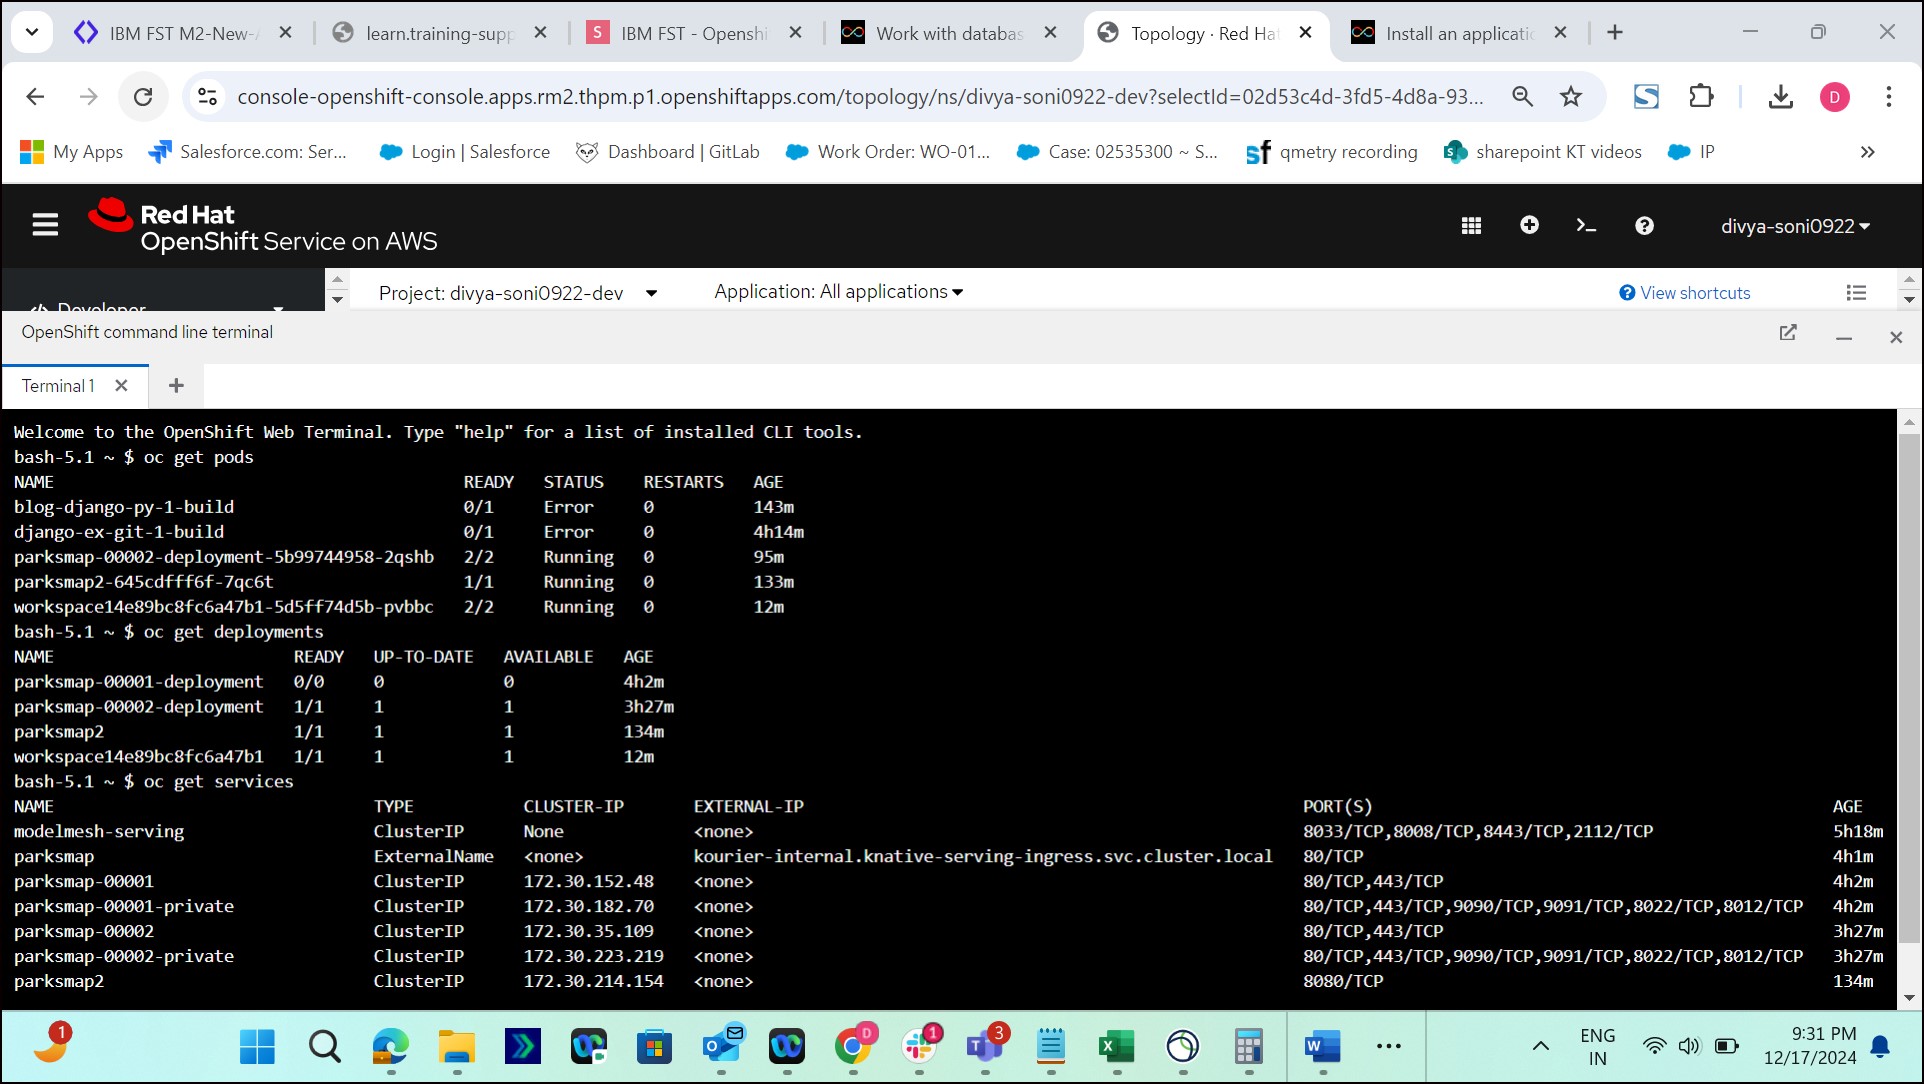 IBM FST M2-New-A
learn.training-supp
S IBM FST - Openshi
Work with databas
Topology · Red Hat
Install an applicatio
console-openshift-console.apps.rm2.thpm.p1.openshiftapps.com/topology/ns/divya-soni0922-dev?selectId=02d53c4d-3fd5-4d8a-93...
D
My Apps
Salesforce.com: Ser...
Login | Salesforce
Dashboard | GitLab
Work Order: WO-01...
Case: 02535300 ~ S...
sf qmetry recording
sharepoint KT videos
IP
Red Hat
OpenShift Service on AWS
divya-soni0922
Developer
Project: divya-soni0922-dev
Application: All applications
View shortcuts
OpenShift command line terminal
Terminal 1
Welcome to the OpenShift Web Terminal. Type "help" for a list of installed CLI tools.
bash-5.1 ~ $ oc get pods
NAME READY STATUS RESTARTS AGE
blog-django-py-1-build 0/1 Error 0 143m
django-ex-git-1-build 0/1 Error 0 4h14m
parksmap-00002-deployment-5b99744958-2qshb 2/2 Running 0 95m
parksmap2-645cdfff6f-7qc6t 1/1 Running 0 133m
workspace14e89bc8fc6a47b1-5d5ff74d5b-pvbbc 2/2 Running 0 12m
bash-5.1 ~ $ oc get deployments
NAME READY UP-TO-DATE AVAILABLE AGE
parksmap-00001-deployment 0/0 0 0 4h2m
parksmap-00002-deployment 1/1 1 1 3h27m
parksmap2 1/1 1 1 134m
workspace14e89bc8fc6a47b1 1/1 1 1 12m
bash-5.1 ~ $ oc get services
NAME TYPE CLUSTER-IP EXTERNAL-IP PORT(S) AGE
modelmesh-serving ClusterIP None <none> 8033/TCP,8008/TCP,8443/TCP,2112/TCP 5h18m
parksmap ExternalName <none> kourier-internal.knative-serving-ingress.svc.cluster.local 80/TCP 4h1m
parksmap-00001 ClusterIP 172.30.152.48 <none> 80/TCP,443/TCP 4h2m
parksmap-00001-private ClusterIP 172.30.182.70 <none> 80/TCP,443/TCP,9090/TCP,9091/TCP,8022/TCP,8012/TCP 4h2m
parksmap-00002 ClusterIP 172.30.35.109 <none> 80/TCP,443/TCP 3h27m
parksmap-00002-private ClusterIP 172.30.223.219 <none> 80/TCP,443/TCP,9090/TCP,9091/TCP,8022/TCP,8012/TCP 3h27m
parksmap2 ClusterIP 172.30.214.154 <none> 8080/TCP 134m
1
D
1
3
ENG
IN
9:31 PM
12/17/2024